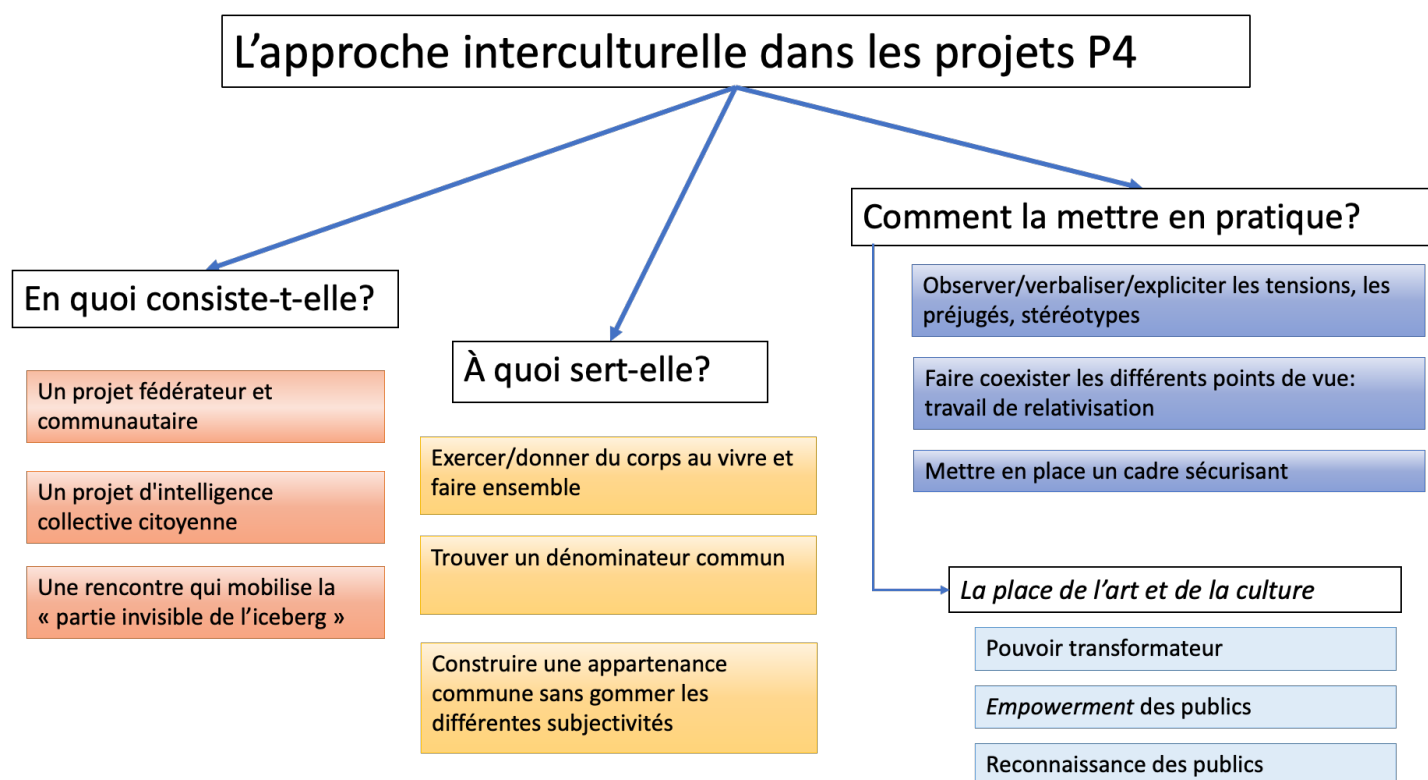 L’approche interculturelle dans les projets P4
En quoi consiste-t-elle?
Un projet fédérateur et
communautaire
Un projet d'intelligence
collective citoyenne
Une rencontre qui mobilise la
« partie invisible de l’iceberg »
À quoi sert-elle?
Exercer/donner du corps au vivre et
faire ensemble
Trouver un dénominateur commun
Construire une appartenance
commune sans gommer les
différentes subjectivités
Comment la mettre en pratique?
Observer/verbaliser/expliciter les tensions, les
préjugés, stéréotypes
Faire coexister les différents points de vue:
travail de relativisation
Mettre en place un cadre sécurisant
La place de l’art et de la culture
Pouvoir transformateur
Empowerment des publics
Reconnaissance des publics